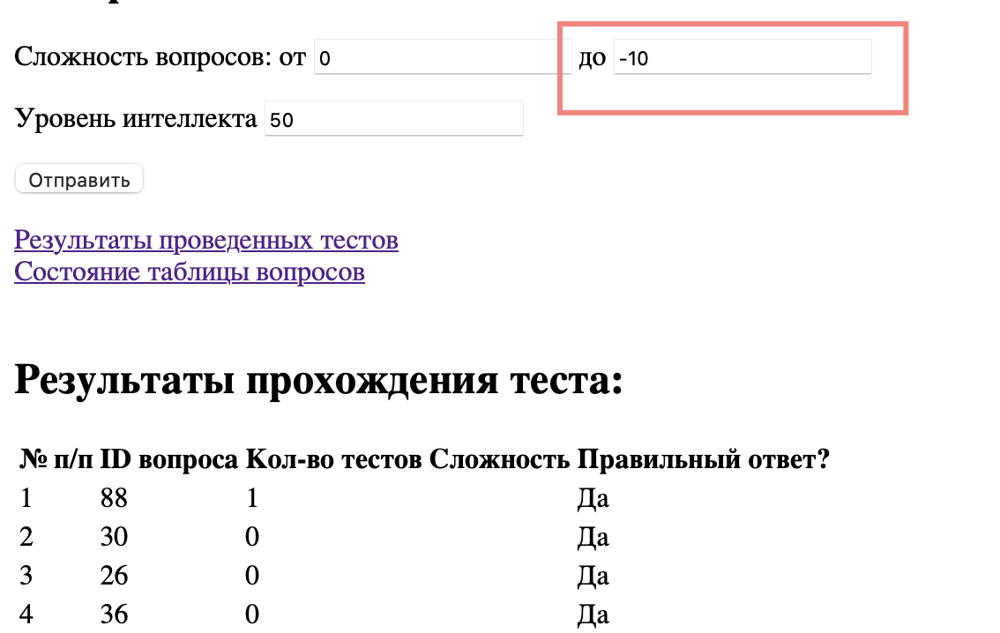 Сложность вопросов: от 0 до -10
Уровень интеллекта 50
Отправить
Результаты проведенных тестов
Состояние таблицы вопросов
Результаты прохождения теста:
№ п/п ID вопроса Кол-во тестов Сложность Правильный ответ?
1 88 1 Да
2 30 0 Да
3 26 0 Да
4 36 0 Да